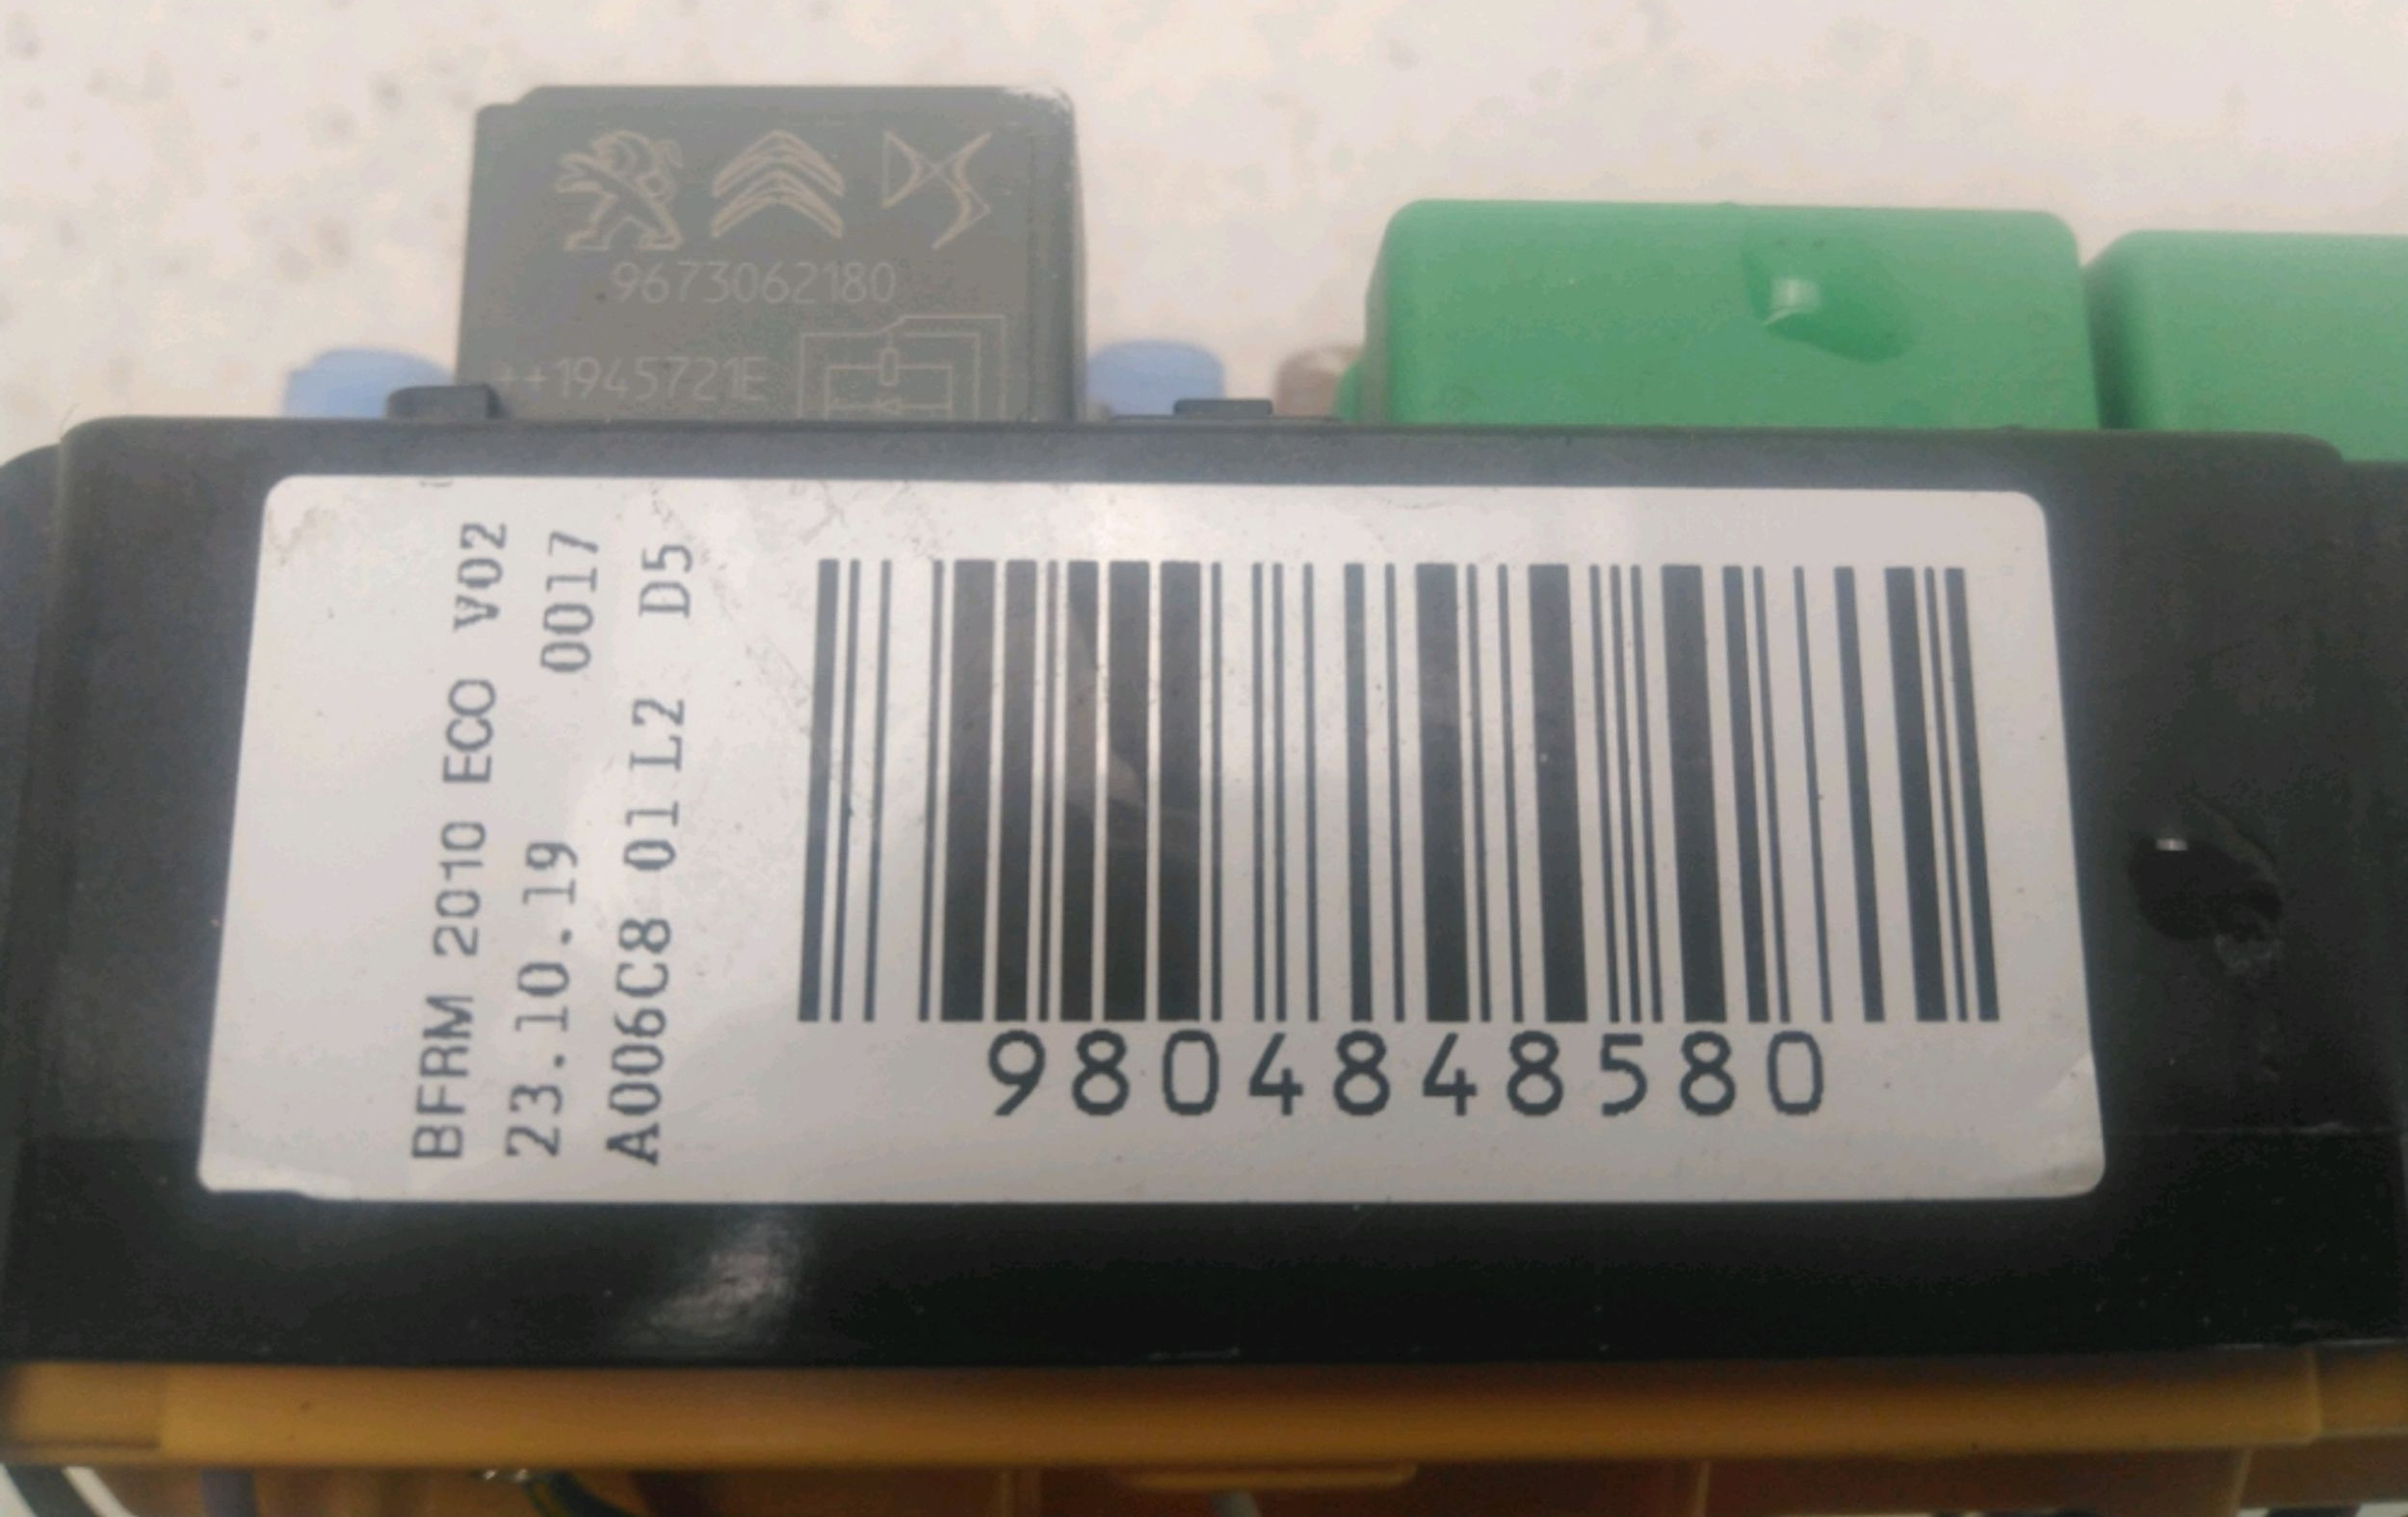 9673062180
++1945721E
BFRM 2010 ECO V02
23.10.19 0017
A006C8 01 L2 D5
9804848580